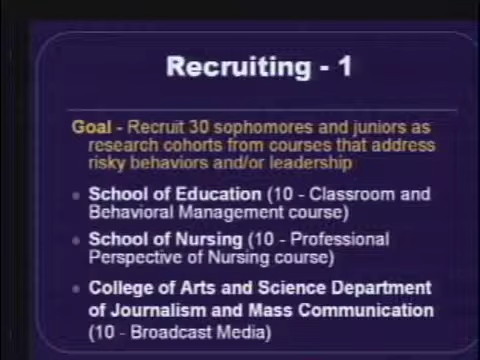 Recruiting - 1
Goal - Recruit 30 sophomores and juniors as
research cohorts from courses that address
risky behaviors and/or leadership
School of Education (10 - Classroom and
Behavioral Management course)
School of Nursing (10 - Professional
Perspective of Nursing course)
College of Arts and Science Department
of Journalism and Mass Communication
(10 - Broadcast Media)